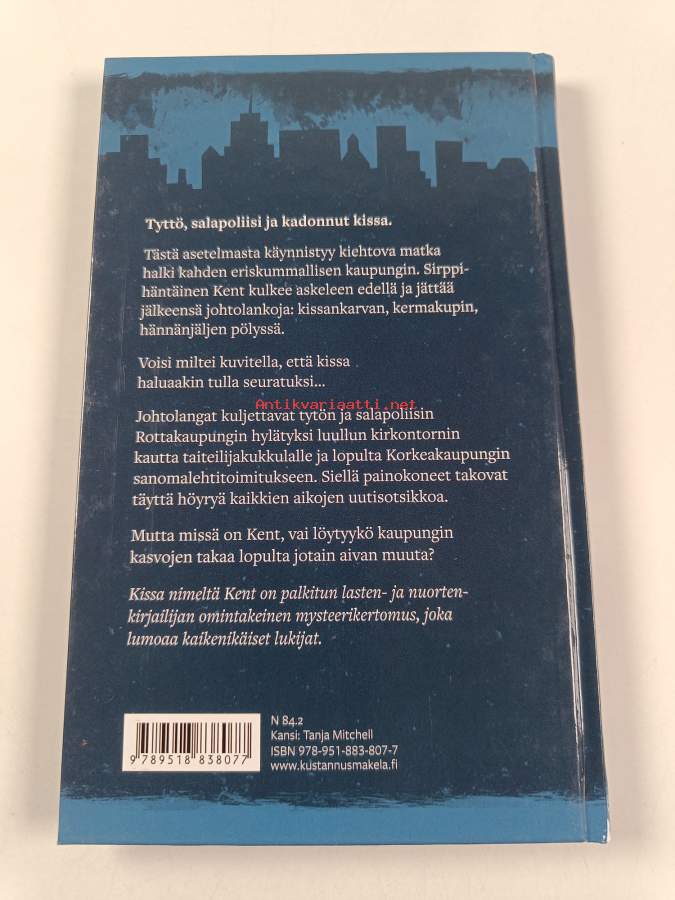 Tyttö, salapoliisi ja kadonnut kissa.
Tästä asetelmasta käynnistyy kiehtova matka
halki kahden eriskummallisen kaupungin. Sirppi-
häntäinen Kent kulkee askeleen edellä ja jättää
jälkeensä johtolankoja: kissankarvan, kermakupin,
hännänjäljen pölyssä.
Voisi miltei kuvitella, että kissa
haluaakin tulla seuratuksi...
Antikvariaatti.net
Johtolangat kuljettavat tytön ja salapoliisin
Rottakaupungin hylätyksi luullun kirkontornin
kautta taiteilijakukkulalle ja lopulta Korkeakaupungin
sanomalehtitoimitukseen. Siellä painokoneet takovat
täyttä höyryä kaikkien aikojen uutisotsikkoa.
Mutta missä on Kent, vai löytyykö kaupungin
kasvojen takaa lopulta jotain aivan muuta?
Kissa nimeltä Kent on palkitun lasten- ja nuorten-
kirjailijan omintakeinen mysteerikertomus, joka
lumoaa kaikenikäiset lukijat.
N 84.2
Kansi: Tanja Mitchell
ISBN 978-951-883-807-7
www.kustannusmakela.fi
9 789518 838077